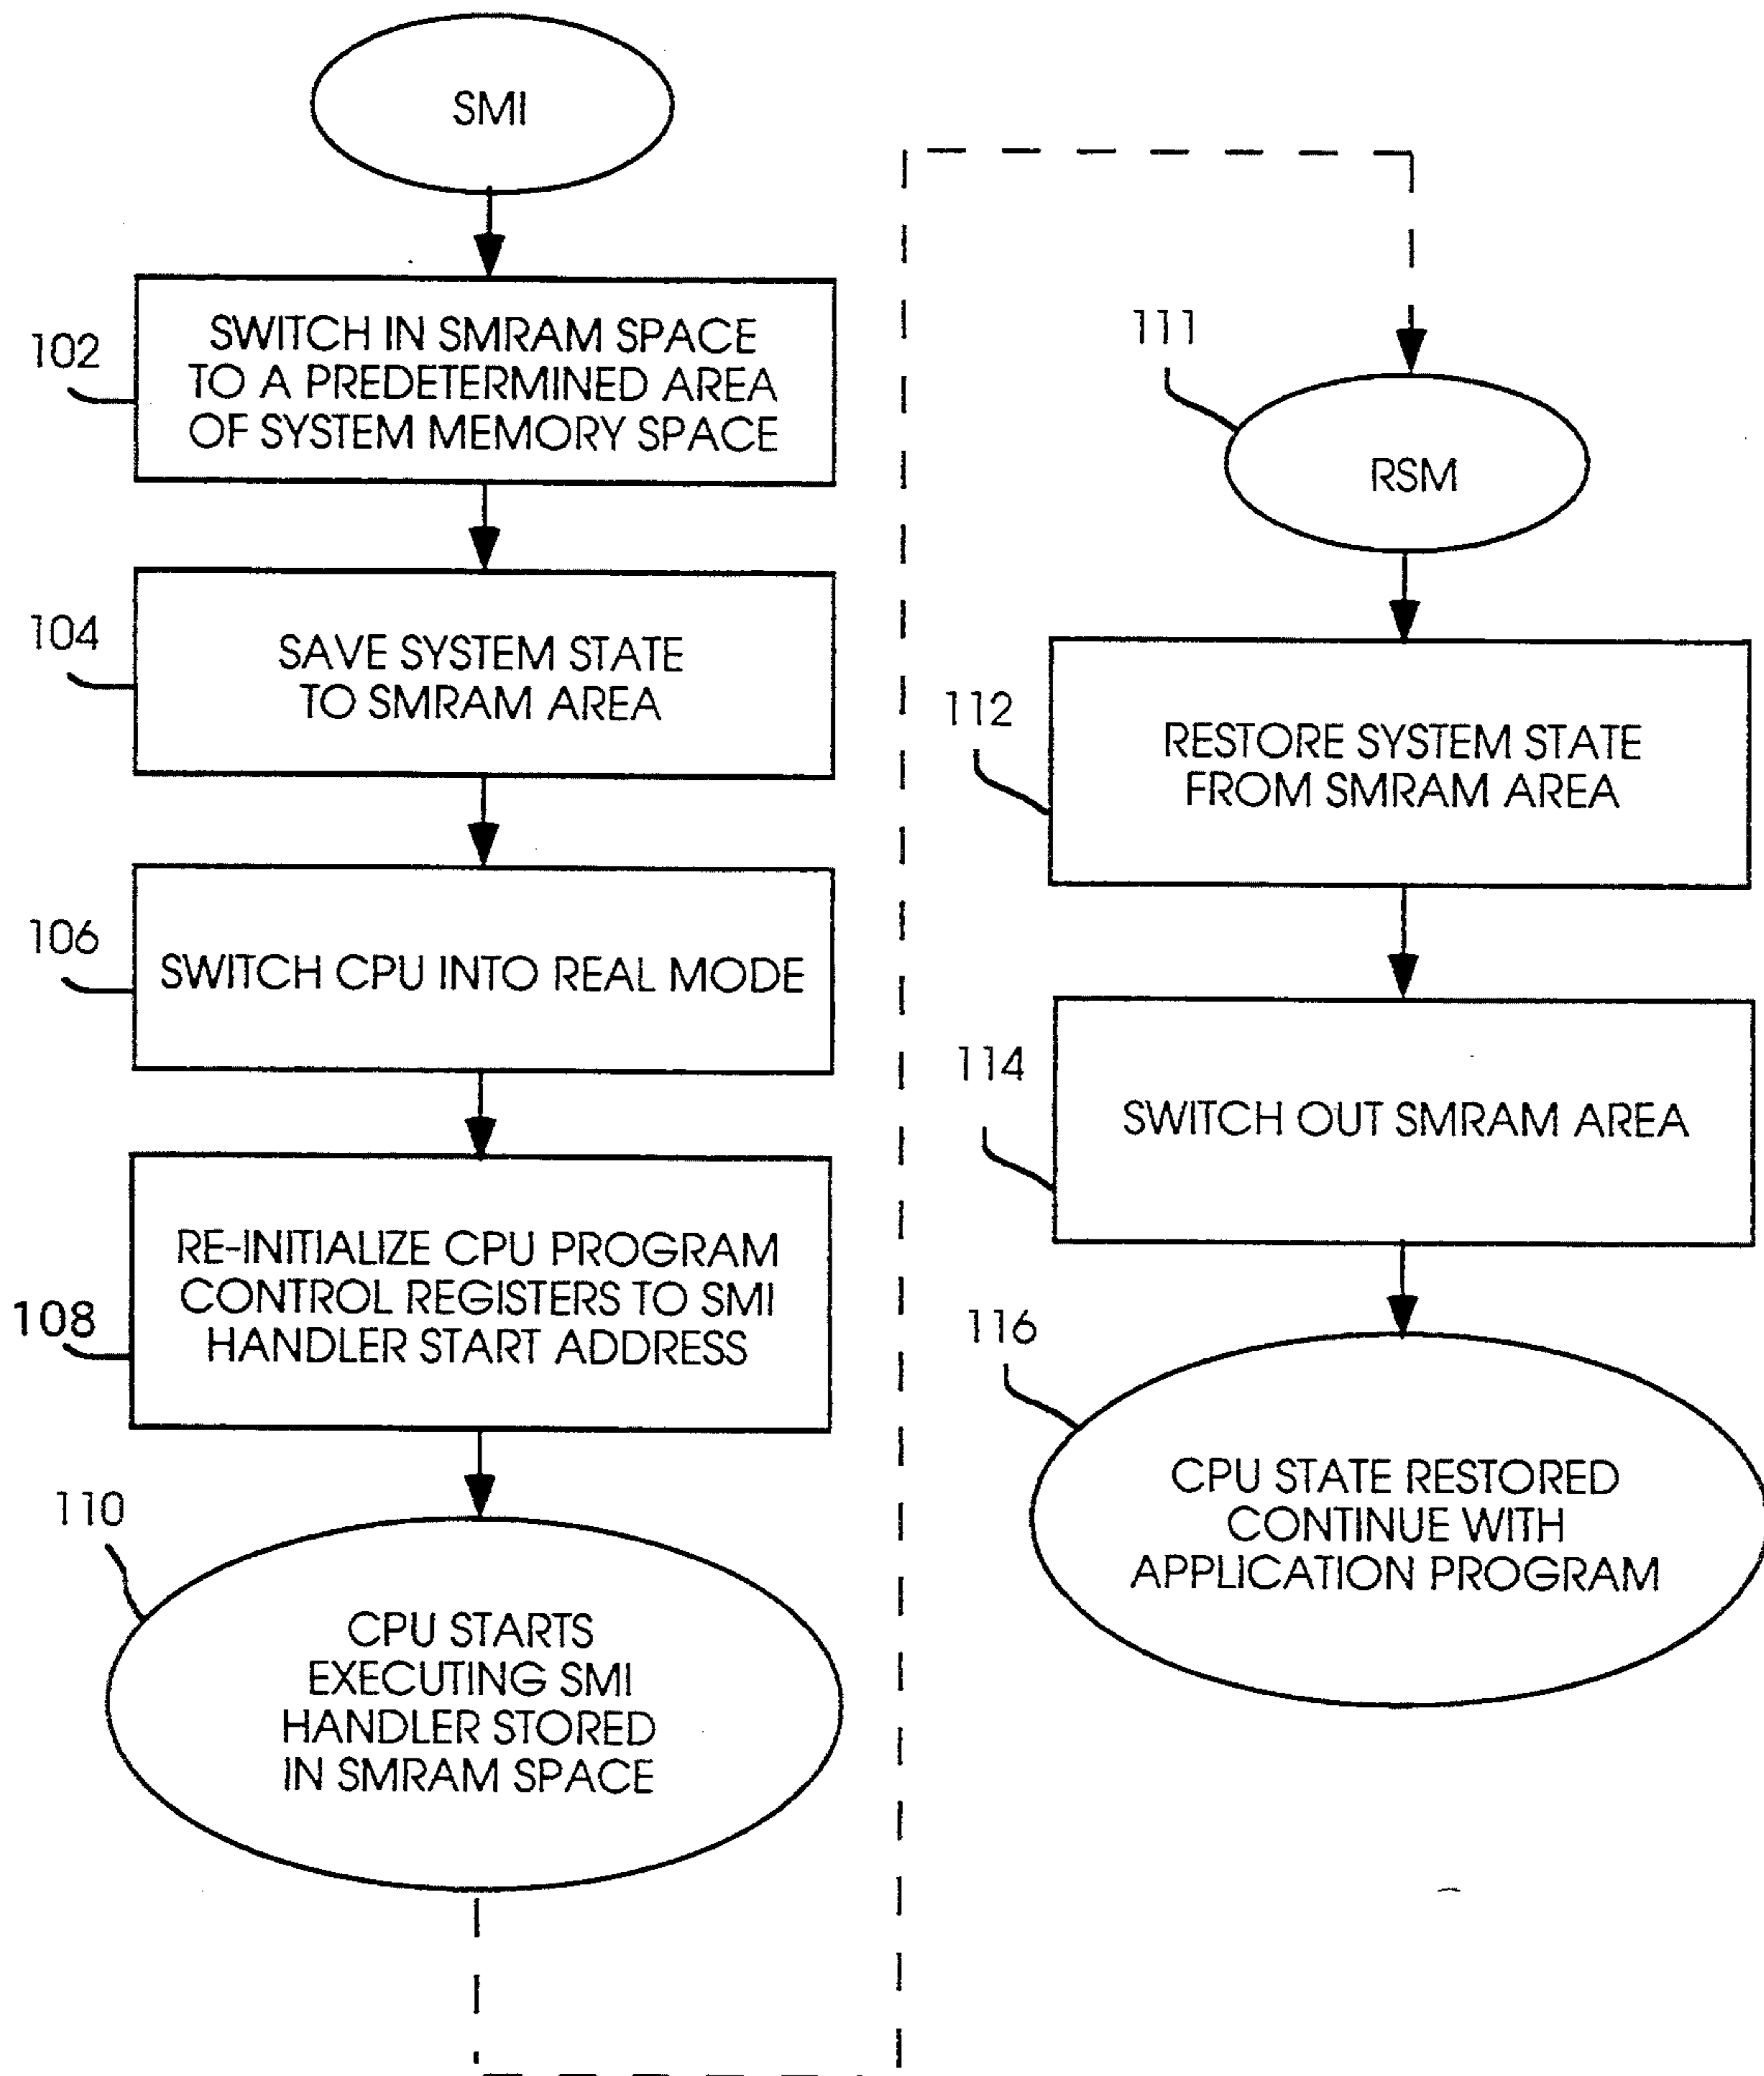 SMI
102
SWITCH IN SMRAM SPACE
TO A PREDETERMINED AREA
OF SYSTEM MEMORY SPACE
104
SAVE SYSTEM STATE
TO SMRAM AREA
106
SWITCH CPU INTO REAL MODE
108
RE-INITIALIZE CPU PROGRAM
CONTROL REGISTERS TO SMI
HANDLER START ADDRESS
110
CPU STARTS
EXECUTING SMI
HANDLER STORED
IN SMRAM SPACE
111
RSM
112
RESTORE SYSTEM STATE
FROM SMRAM AREA
114
SWITCH OUT SMRAM AREA
116
CPU STATE RESTORED
CONTINUE WITH
APPLICATION PROGRAM